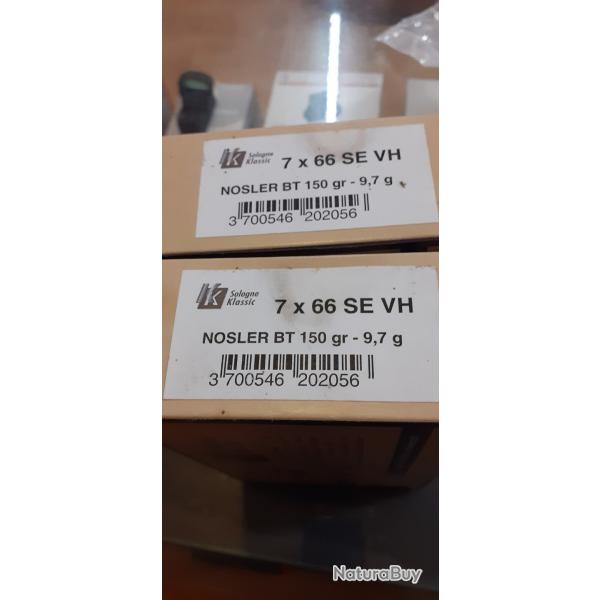 Sologne
Klassic
7 x 66 SE VH
NOSLER BT 150 gr - 9,7 g
3 700546 202056
Sologne
Klassic
7 x 66 SE VH
NOSLER BT 150 gr - 9,7 g
3 700546 202056
NaturaBuy